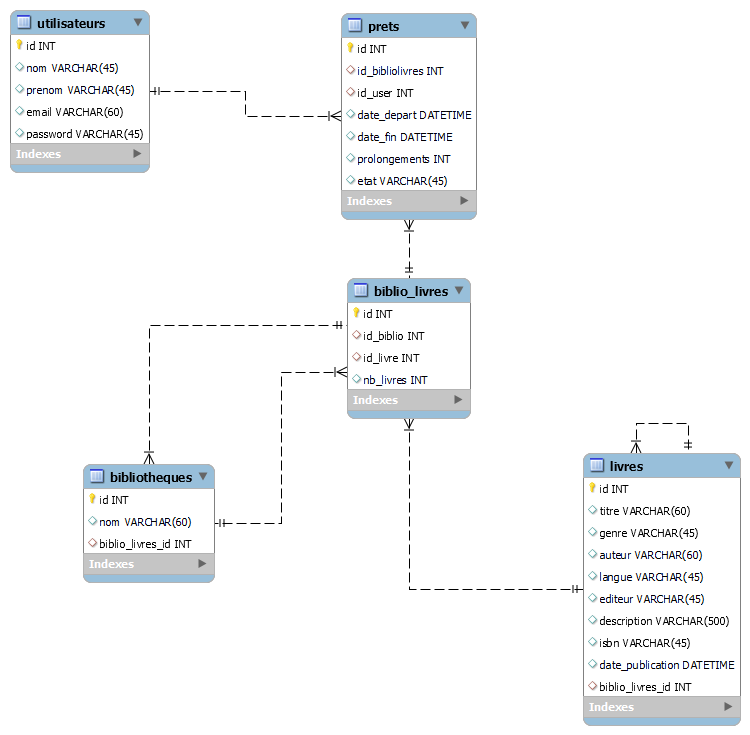 utilisateurs
id INT
nom VARCHAR(45)
prenom VARCHAR(45)
email VARCHAR(60)
password VARCHAR(45)
Indexes
prets
id INT
id_bibliolivres INT
id_user INT
date_depart DATETIME
date_fin DATETIME
prolongements INT
etat VARCHAR(45)
Indexes
biblio_livres
id INT
id_biblio INT
id_livre INT
nb_livres INT
Indexes
bibliotheques
id INT
nom VARCHAR(60)
biblio_livres_id INT
Indexes
livres
id INT
titre VARCHAR(60)
genre VARCHAR(45)
auteur VARCHAR(60)
langue VARCHAR(45)
editeur VARCHAR(45)
description VARCHAR(500)
isbn VARCHAR(45)
date_publication DATETIME
biblio_livres_id INT
Indexes